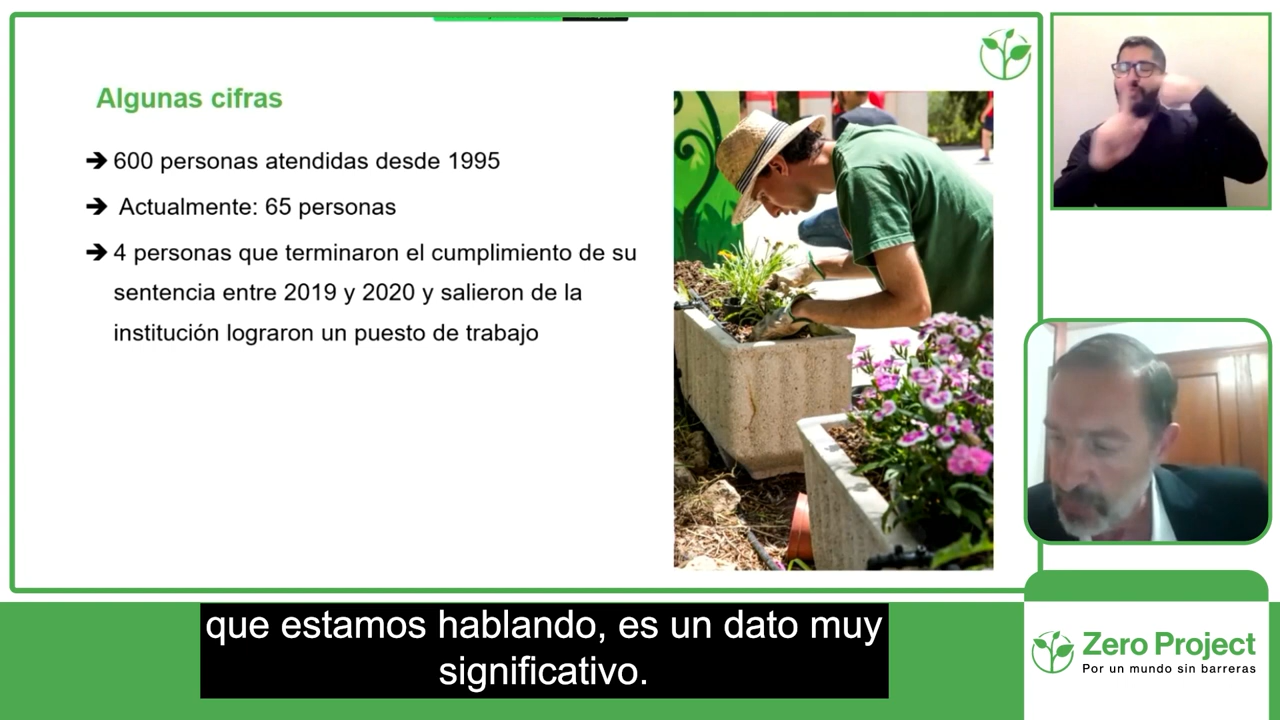 Algunas cifras
➔ 600 personas atendidas desde 1995
➔ Actualmente: 65 personas
➔ 4 personas que terminaron el cumplimiento de su
sentencia entre 2019 y 2020 y salieron de la
institución lograron un puesto de trabajo
que estamos hablando, es un dato muy
significativo.
Zero Project
Por un mundo sin barreras